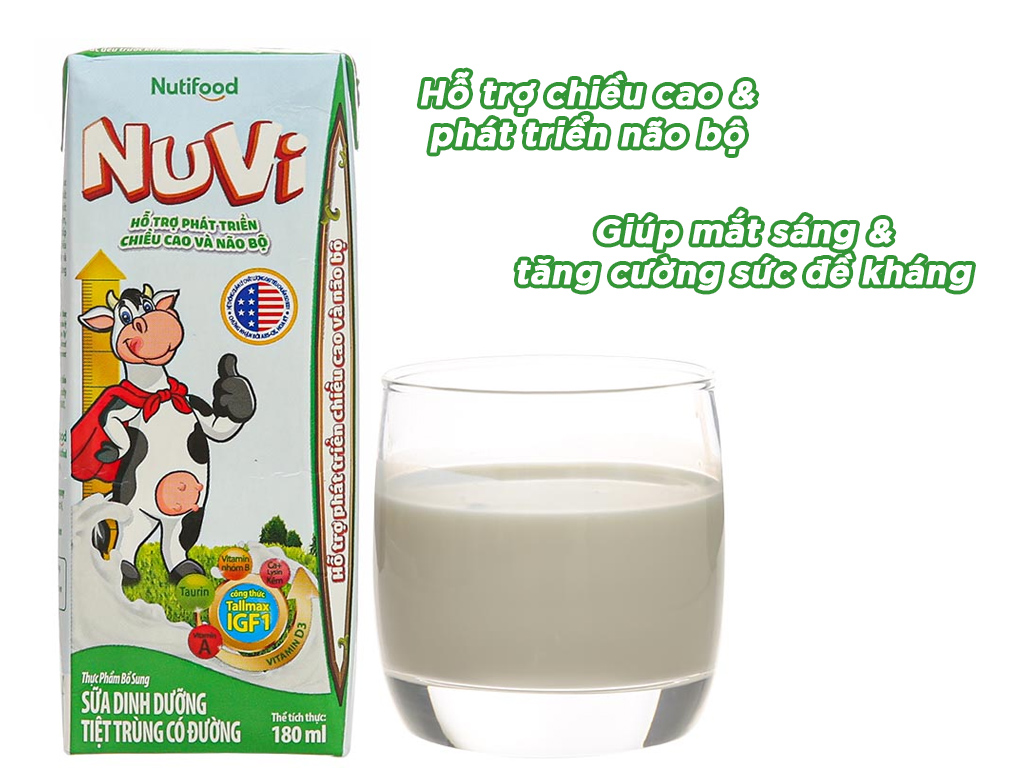 Nutifood
NUVi
HỖ TRỢ PHÁT TRIỂN
CHIỀU CAO VÀ NÃO BỘ
Hỗ trợ phát triển chiều cao và não bộ
Vitamin
nhóm B
Ca+
Lysin
Kẽm
Taurin
công thức
Tallmax
IGF1
Vitamin
A
VITAMIN D3
Thực Phẩm Bổ Sung
SỮA DINH DƯỠNG
TIỆT TRÙNG CÓ ĐƯỜNG
Thể tích thực:
180 ml
Hỗ trợ chiều cao &
phát triển não bộ
Giúp mắt sáng &
tăng cường sức đề kháng